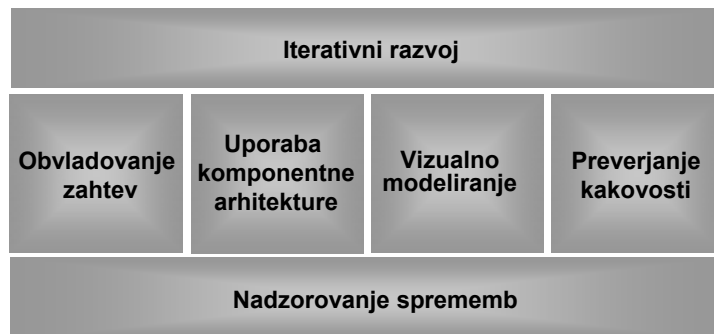 Iterativni razvoj
Obvladovanje
zahtev
Uporaba
komponentne
arhitekture
Vizualno
modeliranje
Preverjanje
kakovosti
Nadzorovanje sprememb